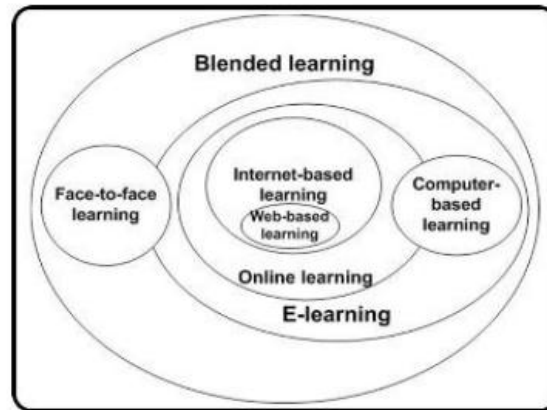 Blended learning
Face-to-face
learning
Internet-based
learning
Web-based
learning
Computer-
based
learning
Online learning
E-learning